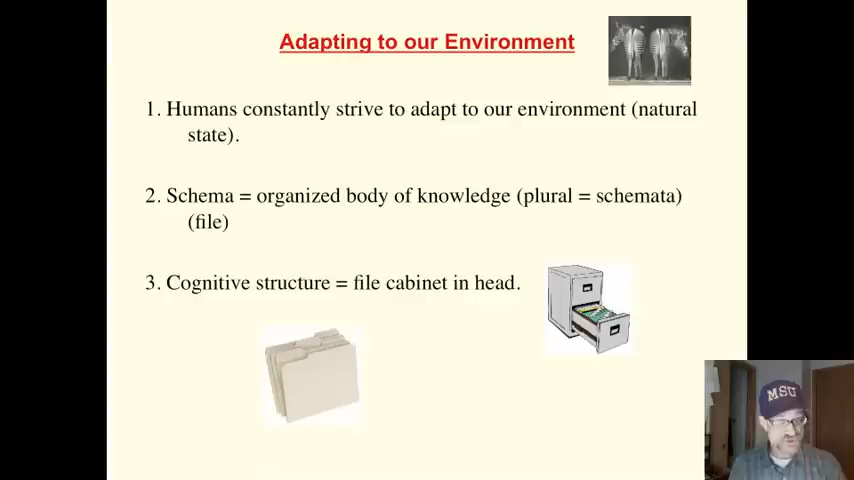 Adapting to our Environment
1. Humans constantly strive to adapt to our environment (natural
state).
2. Schema = organized body of knowledge (plural = schemata)
(file)
3. Cognitive structure = file cabinet in head.
MSU